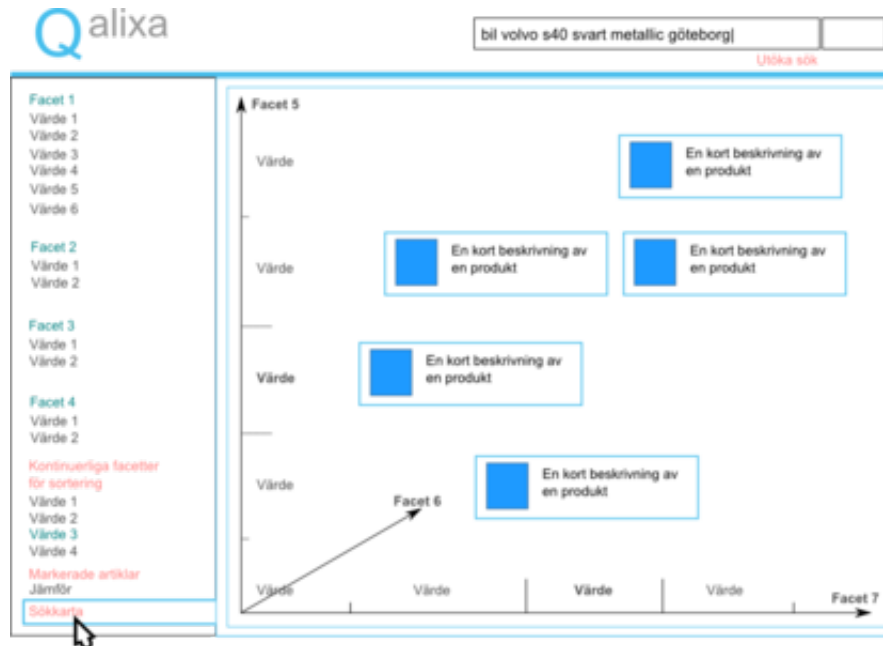 Qalixa
bil volvo s40 svart metallic göteborg
Utöka sök
Facet 1
Värde 1
Värde 2
Värde 3
Värde 4
Värde 5
Värde 6
Facet 2
Värde 1
Värde 2
Facet 3
Värde 1
Värde 2
Facet 4
Värde 1
Värde 2
Kontinuerliga facetter
för sortering
Värde 1
Värde 2
Värde 3
Värde 4
Markerade artiklar
Jämför
Sökkarta
Facet 5
Värde
En kort beskrivning av
en produkt
Värde
En kort beskrivning av
en produkt
En kort beskrivning av
en produkt
Värde
En kort beskrivning av
en produkt
Värde
En kort beskrivning av
en produkt
Facet 6
Värde
Värde
Värde
Värde
Facet 7